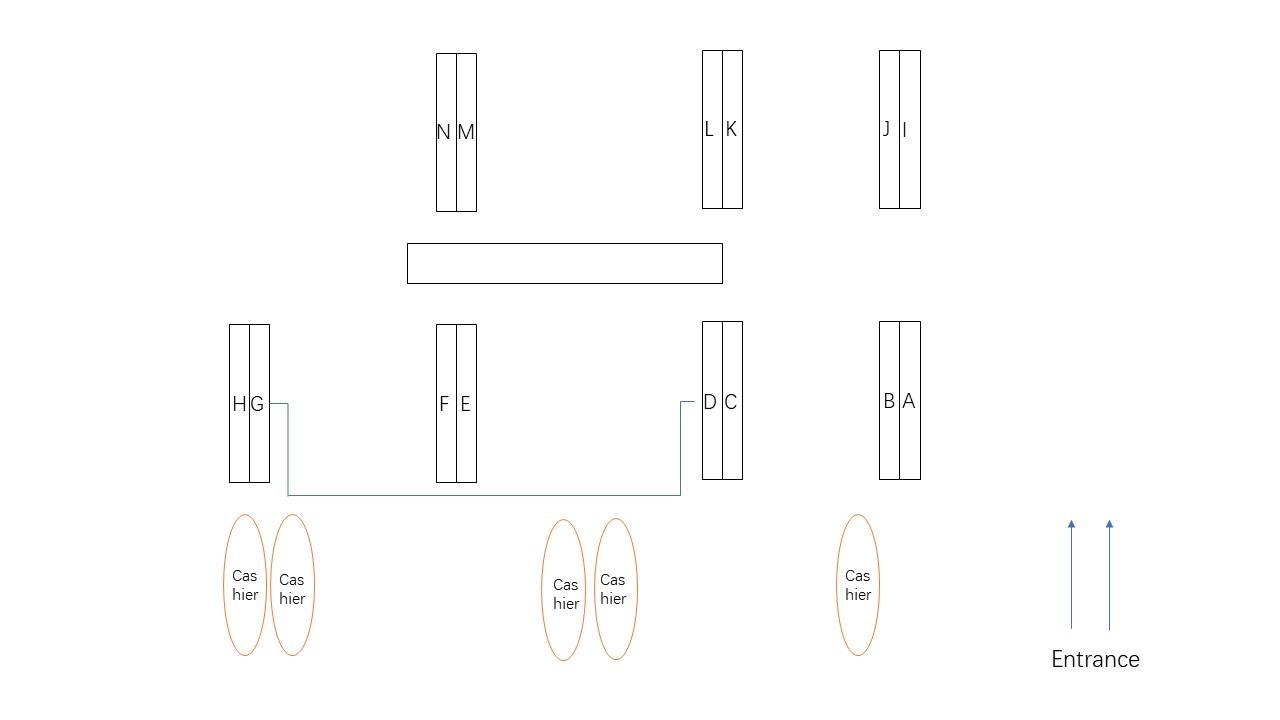 N M
L K
J I
H G
F E
D C
B A
Cas
hier
Cas
hier
Cas
hier
Cas
hier
Cas
hier
Entrance